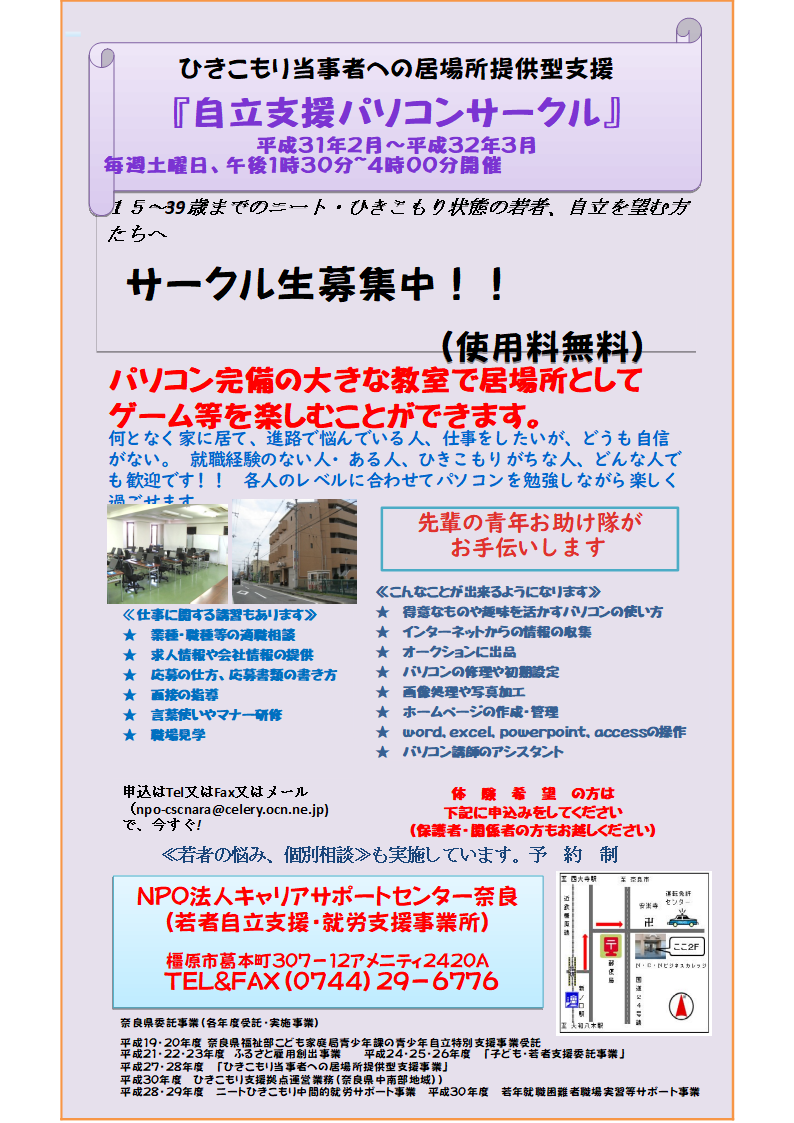 ひきこもり当事者への居場所提供型支援
『自立支援パソコンサークル』
平成31年2月～平成32年3月
毎週土曜日、午後1時30分~4時00分開催
１５～39歳までのニート・ひきこもり状態の若者、自立を望む方
たちへ
サークル生募集中！！
(使用料無料)
パソコン完備の大きな教室で居場所として
ゲーム等を楽しむことができます。
何となく家に居て、進路で悩んでいる人、仕事をしたいが、どうも自信
がない。 就職経験のない人・ある人、ひきこもりがちな人、どんな人で
も歓迎です！！ 各人のレベルに合わせてパソコンを勉強しながら楽しく
過ごせます
先輩の青年お助け隊が
お手伝いします
≪仕事に関する講習もあります≫
★ 業種・職種等の適職相談
★ 求人情報や会社情報の提供
★ 応募の仕方、応募書類の書き方
★ 面接の指導
★ 言葉使いやマナー研修
★ 職場見学
≪こんなことが出来るようになります≫
★ 得意なものや趣味を活かすパソコンの使い方
★ インターネットからの情報の収集
★ オークションに出品
★ パソコンの修理や初期設定
★ 画像処理や写真加工
★ ホームページの作成・管理
★ word、excel、powerpoint、accessの操作
★ パソコン講師のアシスタント
申込はTel又はFax又はメール
（npo-cscnara@celery.ocn.ne.jp)
で、今すぐ!
体 験 希 望 の方は
下記に申込みをしてください
(保護者・関係者の方もお越しください)
≪若者の悩み、個別相談≫も実施しています。予 約 制
NPO法人キャリアサポートセンター奈良
(若者自立支援・就労支援事業所)
橿原市葛本町307－12アメニティ2420A
TEL&FAX(0744)29－6776
至 西大寺駅
至 奈良市
近鉄橿原線
安楽寺
運転免許
センター
卍
郵便局
ここ2F
N・C・Nビジネスカレッジ
新ノ口駅
国道24号線
至 大和八木駅
奈良県委託事業(各年度受託・実施事業)
平成19・20年度 奈良県福祉部こども家庭局青少年課の青少年自立特別支援事業受託
平成21・22・23年度 ふるさと雇用創出事業 平成24・25・26年度 「子ども・若者支援委託事業」
平成27・28年度 「ひきこもり当事者への居場所提供型支援事業」
平成30年度 ひきこもり支援拠点運営業務(奈良県中南部地域))
平成28・29年度 ニートひきこもり中間的就労サポート事業 平成30年度 若年就職困難者職場実習等サポート事業